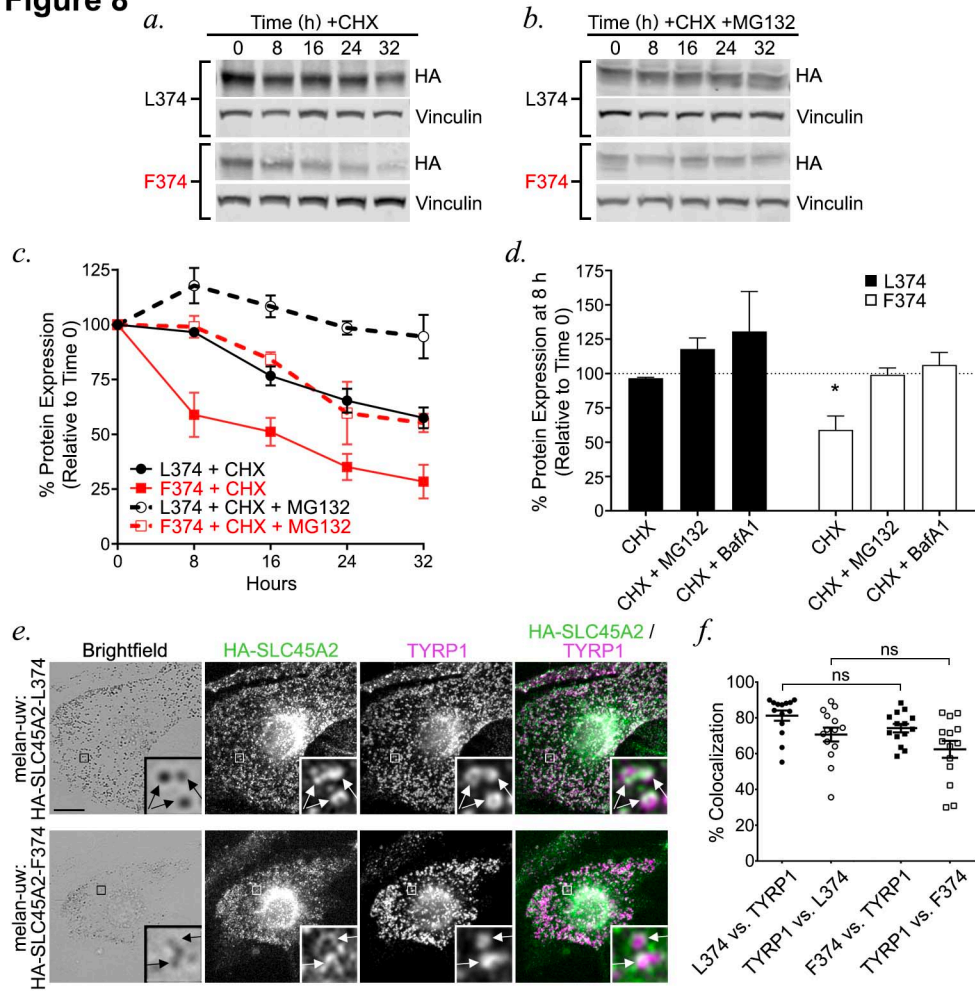 Figure 8
a.
Time (h) +CHX
0 8 16 24 32
L374
HA
Vinculin
F374
HA
Vinculin
b.
Time (h) +CHX +MG132
0 8 16 24 32
L374
HA
Vinculin
F374
HA
Vinculin
c.
% Protein Expression
(Relative to Time 0)
125
100
75
50
25
0
L374 + CHX
F374 + CHX
L374 + CHX + MG132
F374 + CHX + MG132
0 8 16 24 32
Hours
d.
% Protein Expression at 8 h
(Relative to Time 0)
175
150
125
100
75
50
25
0
L374
F374
*
CHX
CHX + MG132
CHX + BafA1
CHX
CHX + MG132
CHX + BafA1
e.
Brightfield
HA-SLC45A2
TYRP1
HA-SLC45A2 /
TYRP1
melan-uw:
HA-SLC45A2-L374
melan-uw:
HA-SLC45A2-F374
f.
% Colocalization
100
80
60
40
20
0
ns
ns
L374 vs. TYRP1
TYRP1 vs. L374
F374 vs. TYRP1
TYRP1 vs. F374